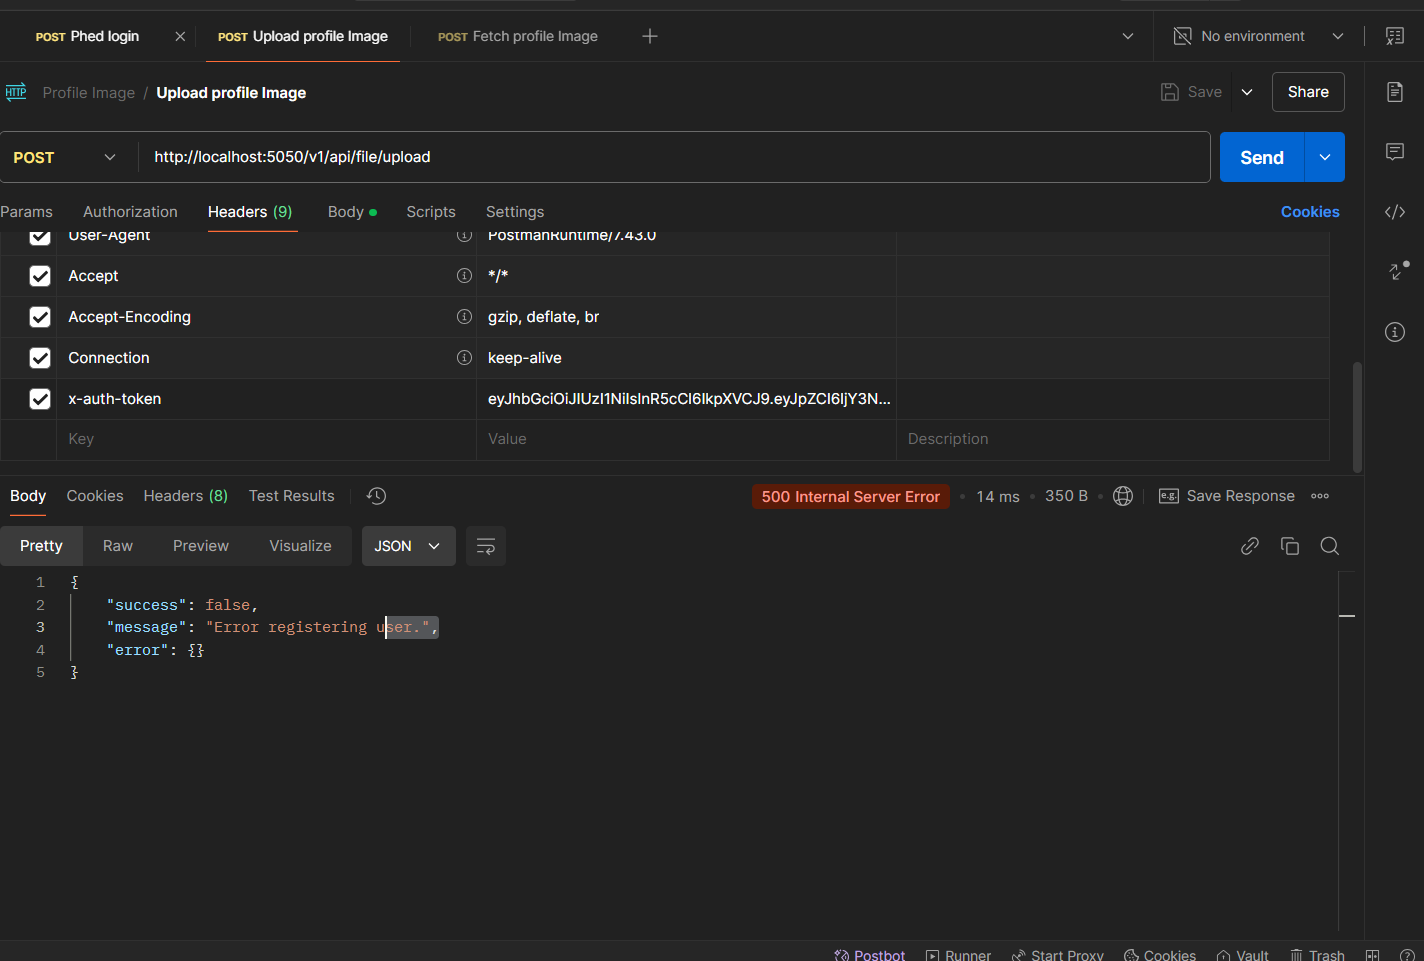 POST Phed login
POST Upload profile Image
POST Fetch profile Image
No environment
HTTP Profile Image / Upload profile Image
Save
Share
POST
http://localhost:5050/v1/api/file/upload
Send
Params
Authorization
Headers (9)
Body
Scripts
Settings
Cookies
User-Agent
PostmanRuntime/7.43.0
Accept
*/*
Accept-Encoding
gzip, deflate, br
Connection
keep-alive
x-auth-token
eyJhbGciOiJIUzI1NiIsInR5cCI6IkpXVCJ9.eyJpZCI6IjY3N...
Key
Value
Description
Body
Cookies
Headers (8)
Test Results
500 Internal Server Error
14 ms
350 B
e.g. Save Response
Pretty
Raw
Preview
Visualize
JSON
1 {
2 "success": false,
3 "message": "Error registering user.",
4 "error": {}
5 }
Postbot
Runner
Start Proxy
Cookies
Vault
Trash